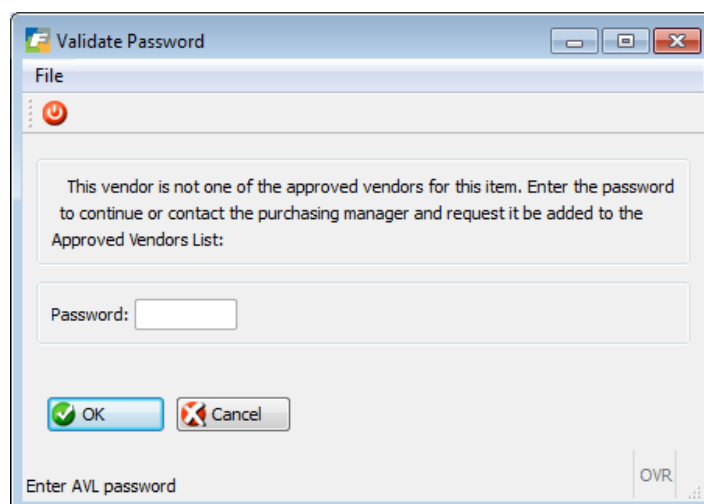 Validate Password
File
This vendor is not one of the approved vendors for this item. Enter the password
to continue or contact the purchasing manager and request it be added to the
Approved Vendors List:
Password:
OK
Cancel
Enter AVL password
OVR